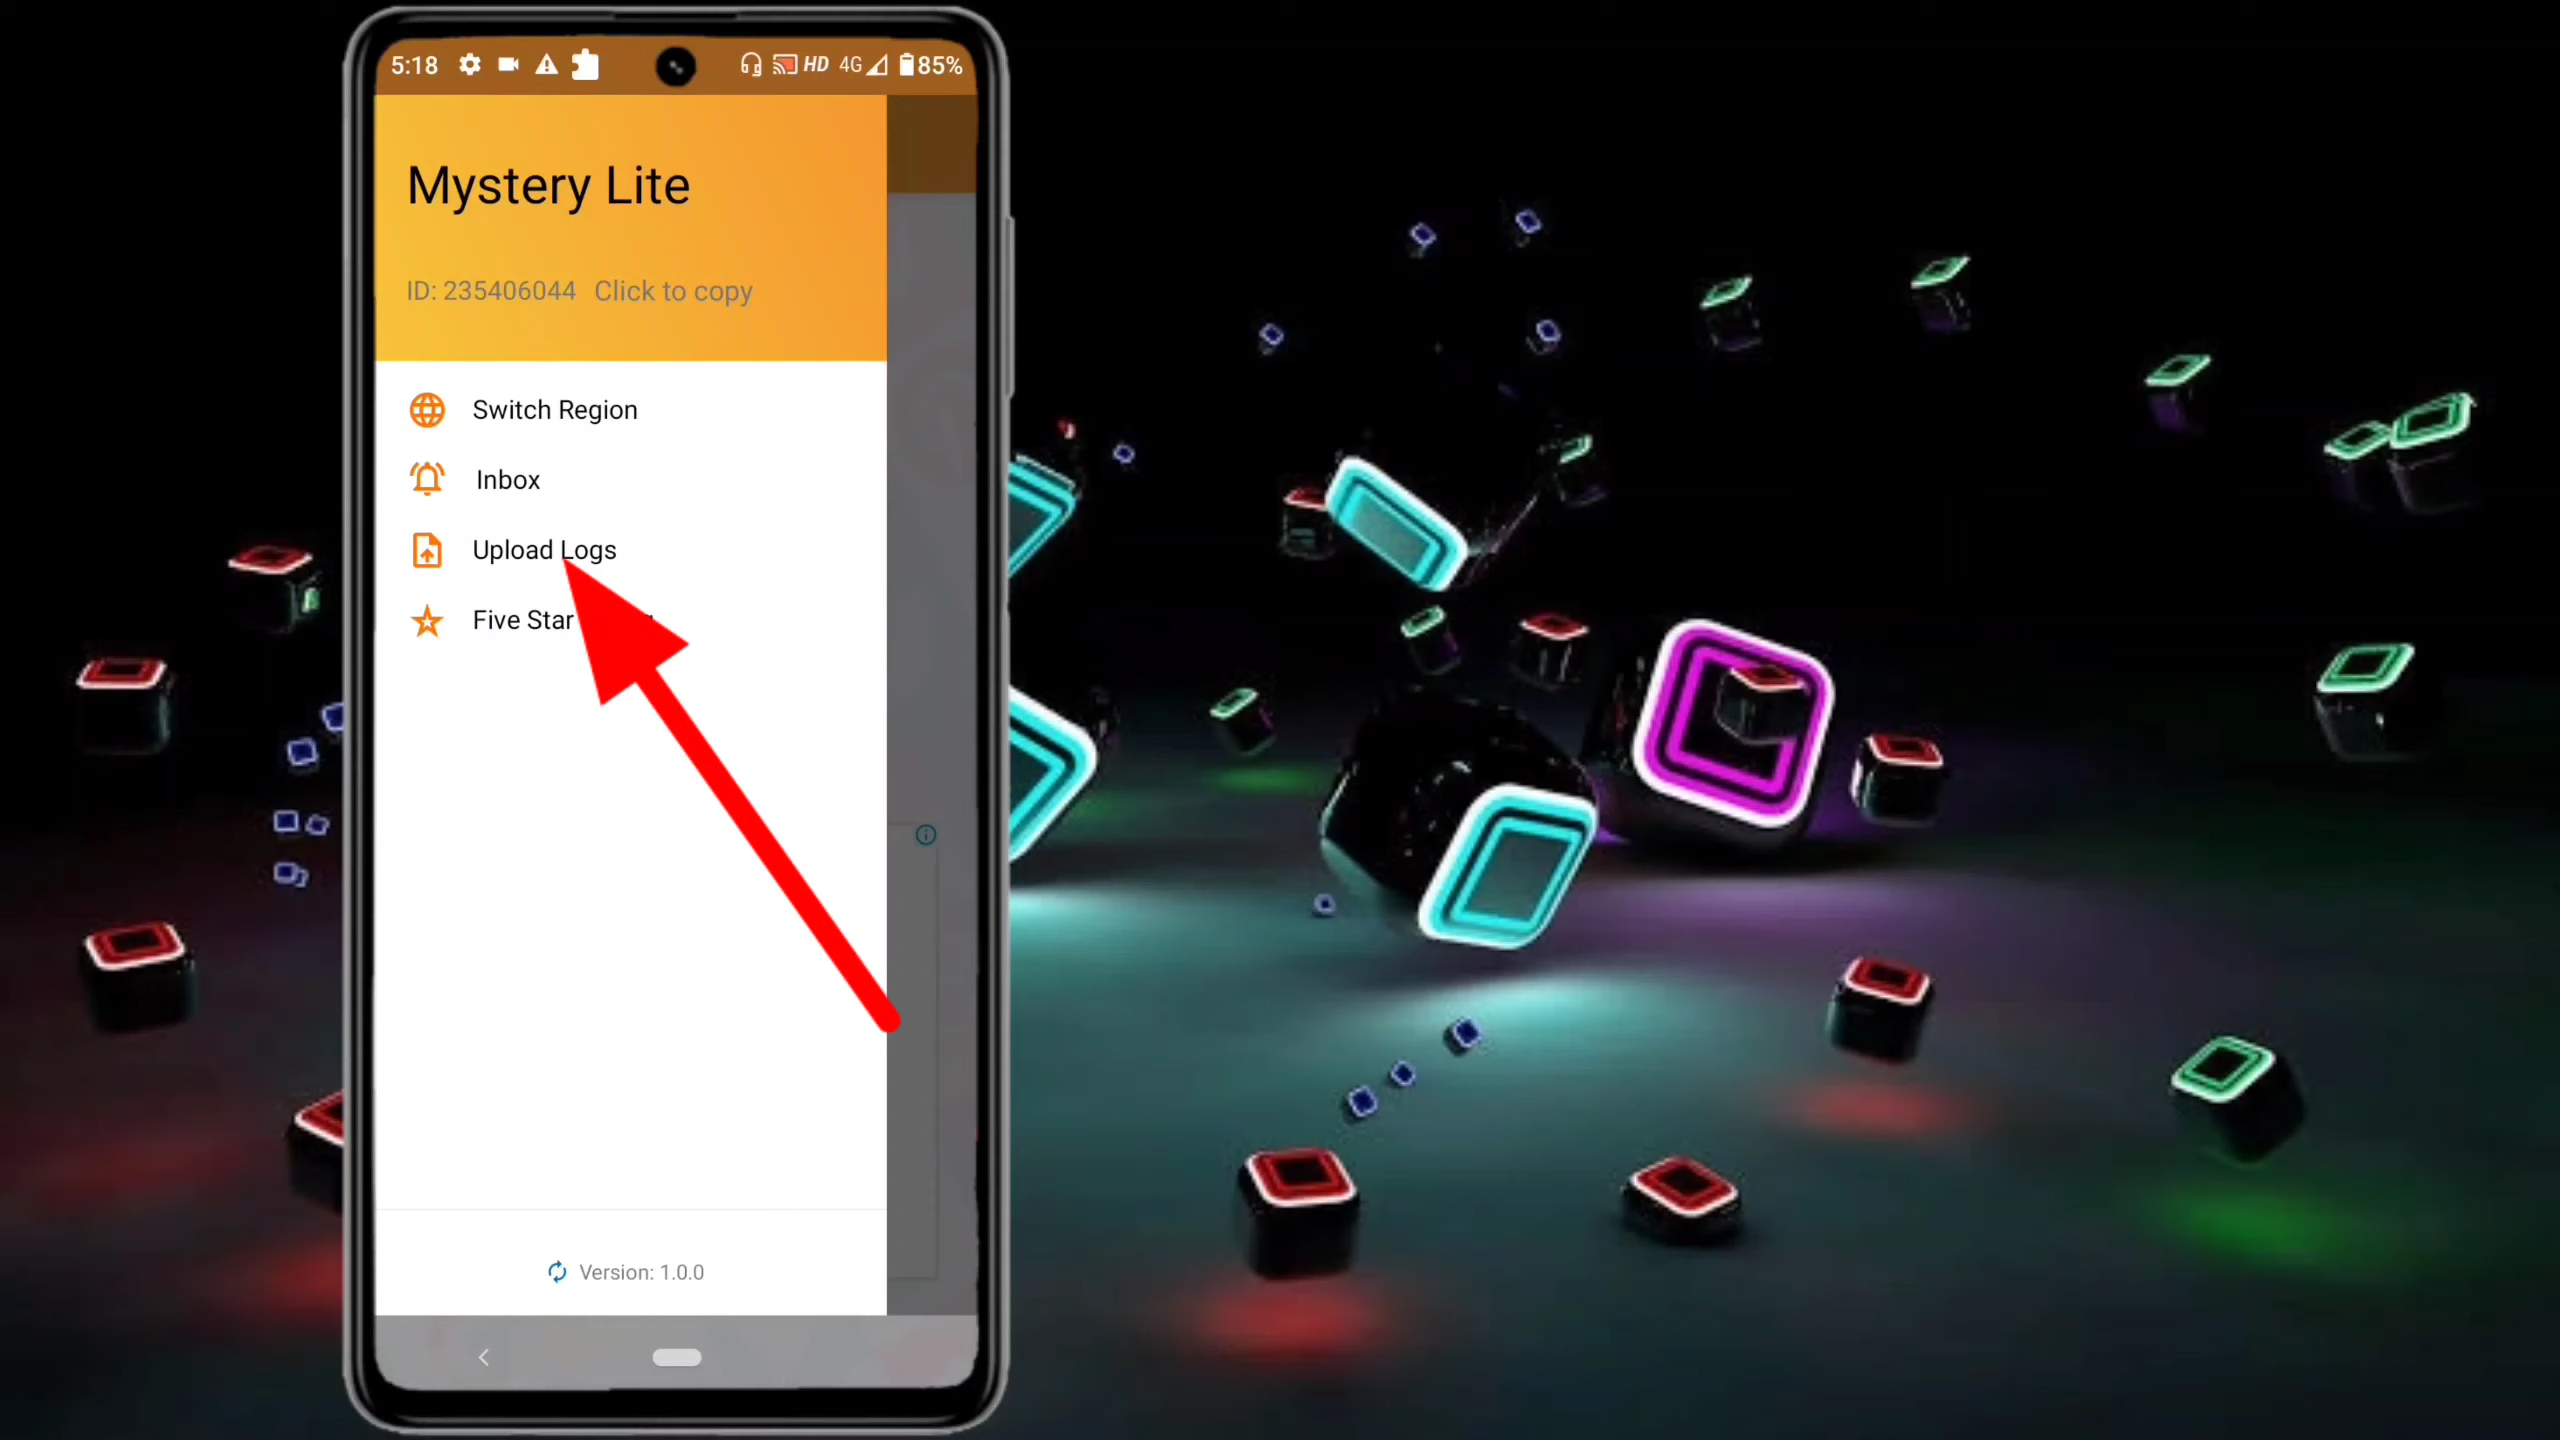 5:18 HD 4G 85%
Mystery Lite
ID: 235406044 Click to copy
Switch Region
Inbox
Upload Logs
Five Star
Version: 1.0.0